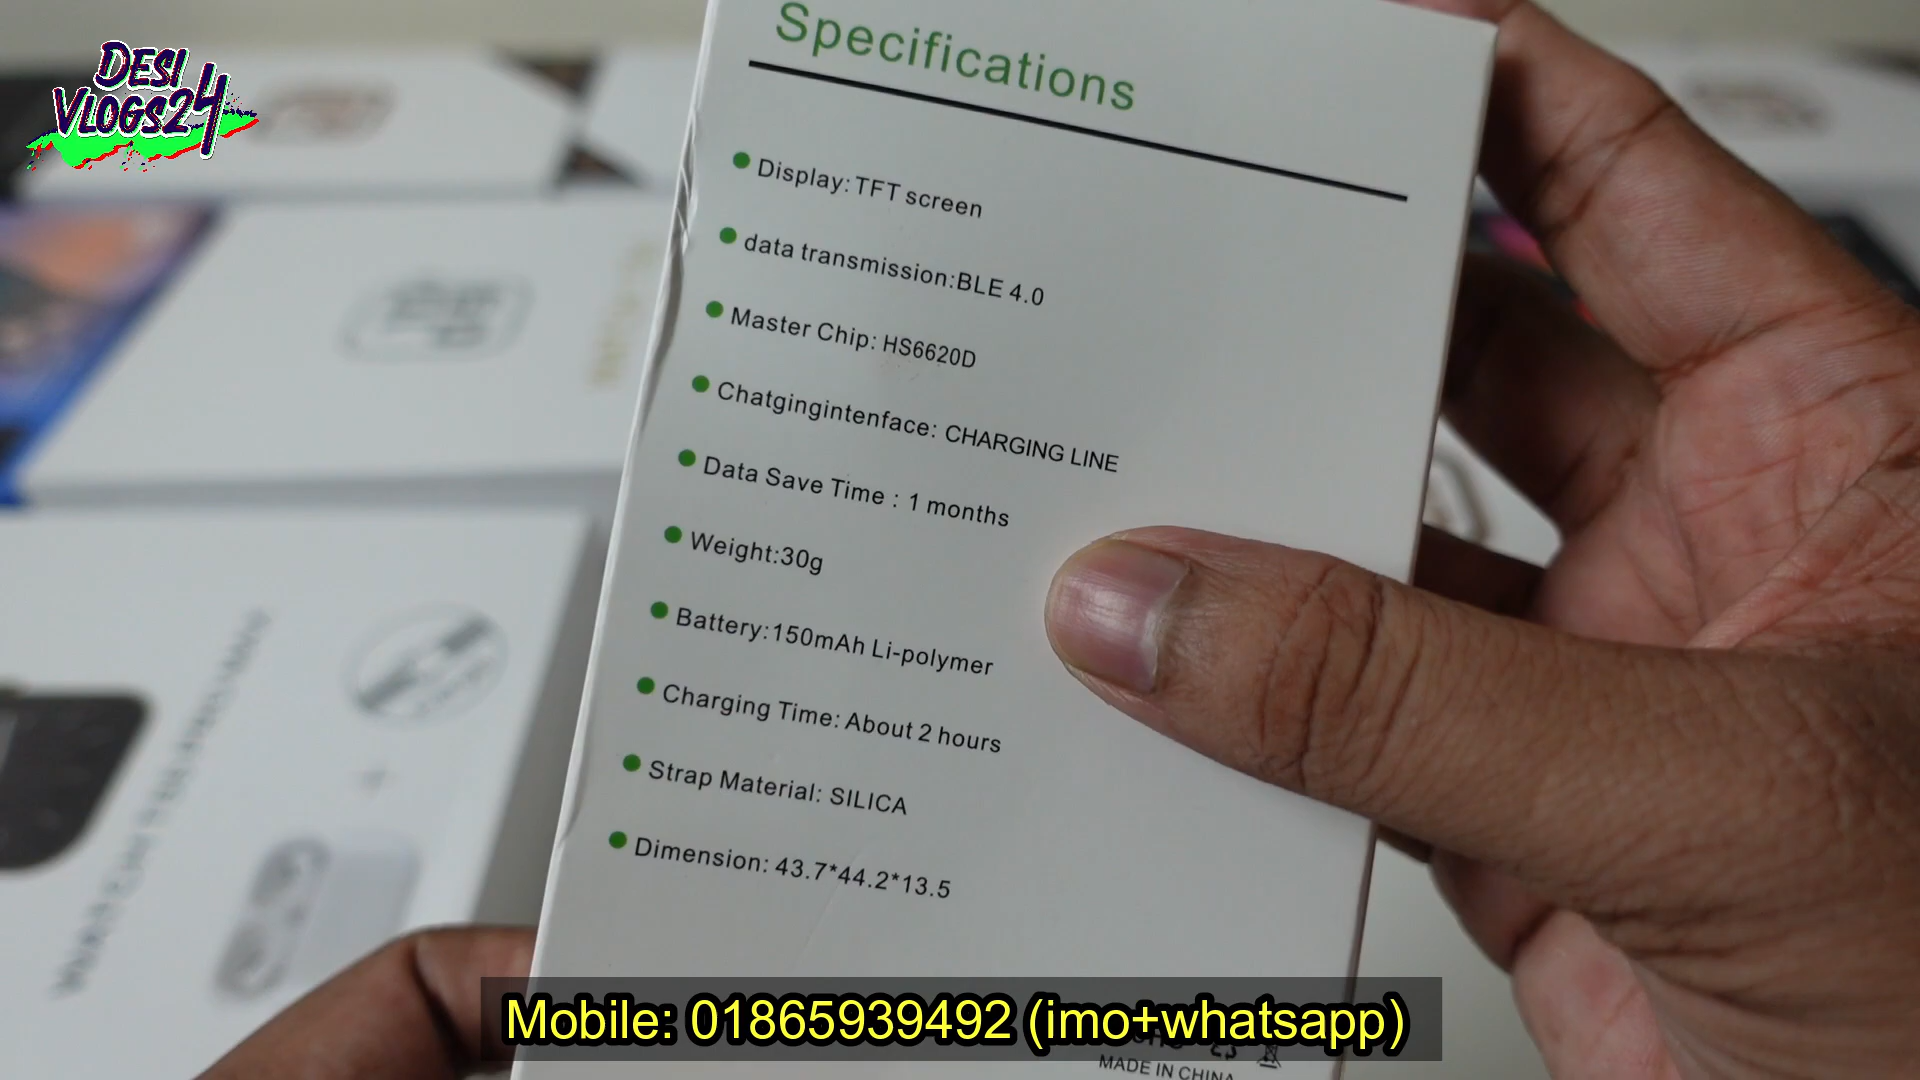 DESI
VLOGS24
Specifications
Display: TFT screen
data transmission:BLE 4.0
Master Chip: HS6620D
Chatgingintenface: CHARGING LINE
Data Save Time : 1 months
Weight:30g
Battery:150mAh Li-polymer
Charging Time: About 2 hours
Strap Material: SILICA
Dimension: 43.7*44.2*13.5
Mobile: 01865939492 (imo+whatsapp)
MADE IN CHINA